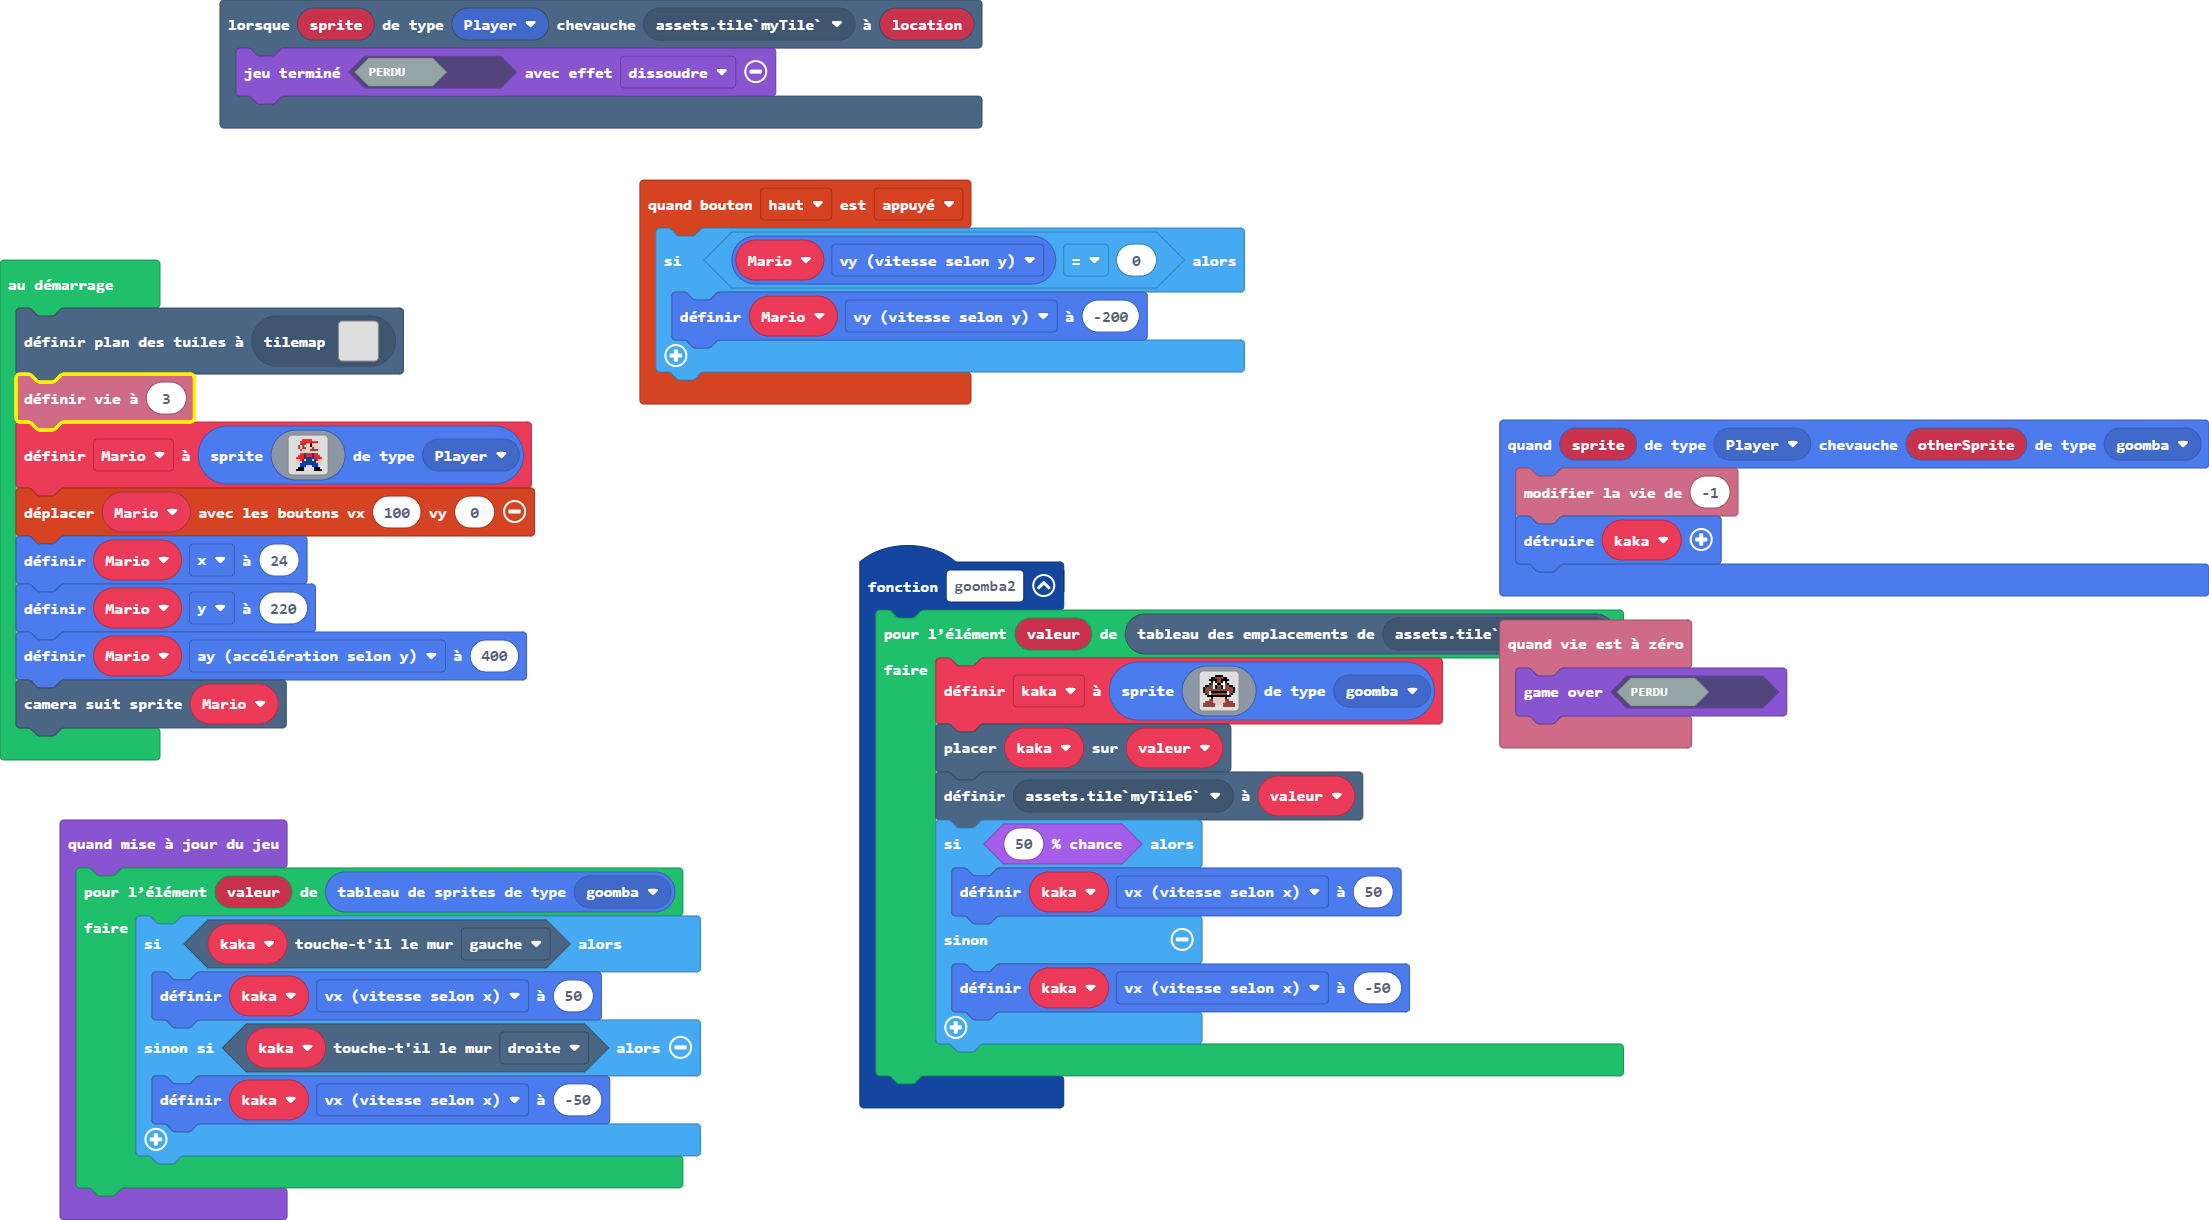 lorsque sprite de type Player chevauche assets.tile`myTile` à location
jeu terminé PERDU avec effet dissoudre
quand bouton haut est appuyé
si Mario vy (vitesse selon y) = 0 alors
définir Mario vy (vitesse selon y) à -200
au démarrage
définir plan des tuiles à tilemap
définir vie à 3
définir Mario à sprite de type Player
déplacer Mario avec les boutons vx 100 vy 0
définir Mario x à 24
définir Mario y à 220
définir Mario ay (accélération selon y) à 400
camera suit sprite Mario
quand sprite de type Player chevauche otherSprite de type goomba
modifier la vie de -1
détruire kaka
fonction goomba2
pour l'élément valeur de tableau des emplacements de assets.tile`
faire
définir kaka à sprite de type goomba
placer kaka sur valeur
définir assets.tile`myTile6` à valeur
si 50 % chance alors
définir kaka vx (vitesse selon x) à 50
sinon
définir kaka vx (vitesse selon x) à -50
quand vie est à zéro
game over PERDU
quand mise à jour du jeu
pour l'élément valeur de tableau de sprites de type goomba
faire
si kaka touche-t'il le mur gauche alors
définir kaka vx (vitesse selon x) à 50
sinon si kaka touche-t'il le mur droite alors
définir kaka vx (vitesse selon x) à -50